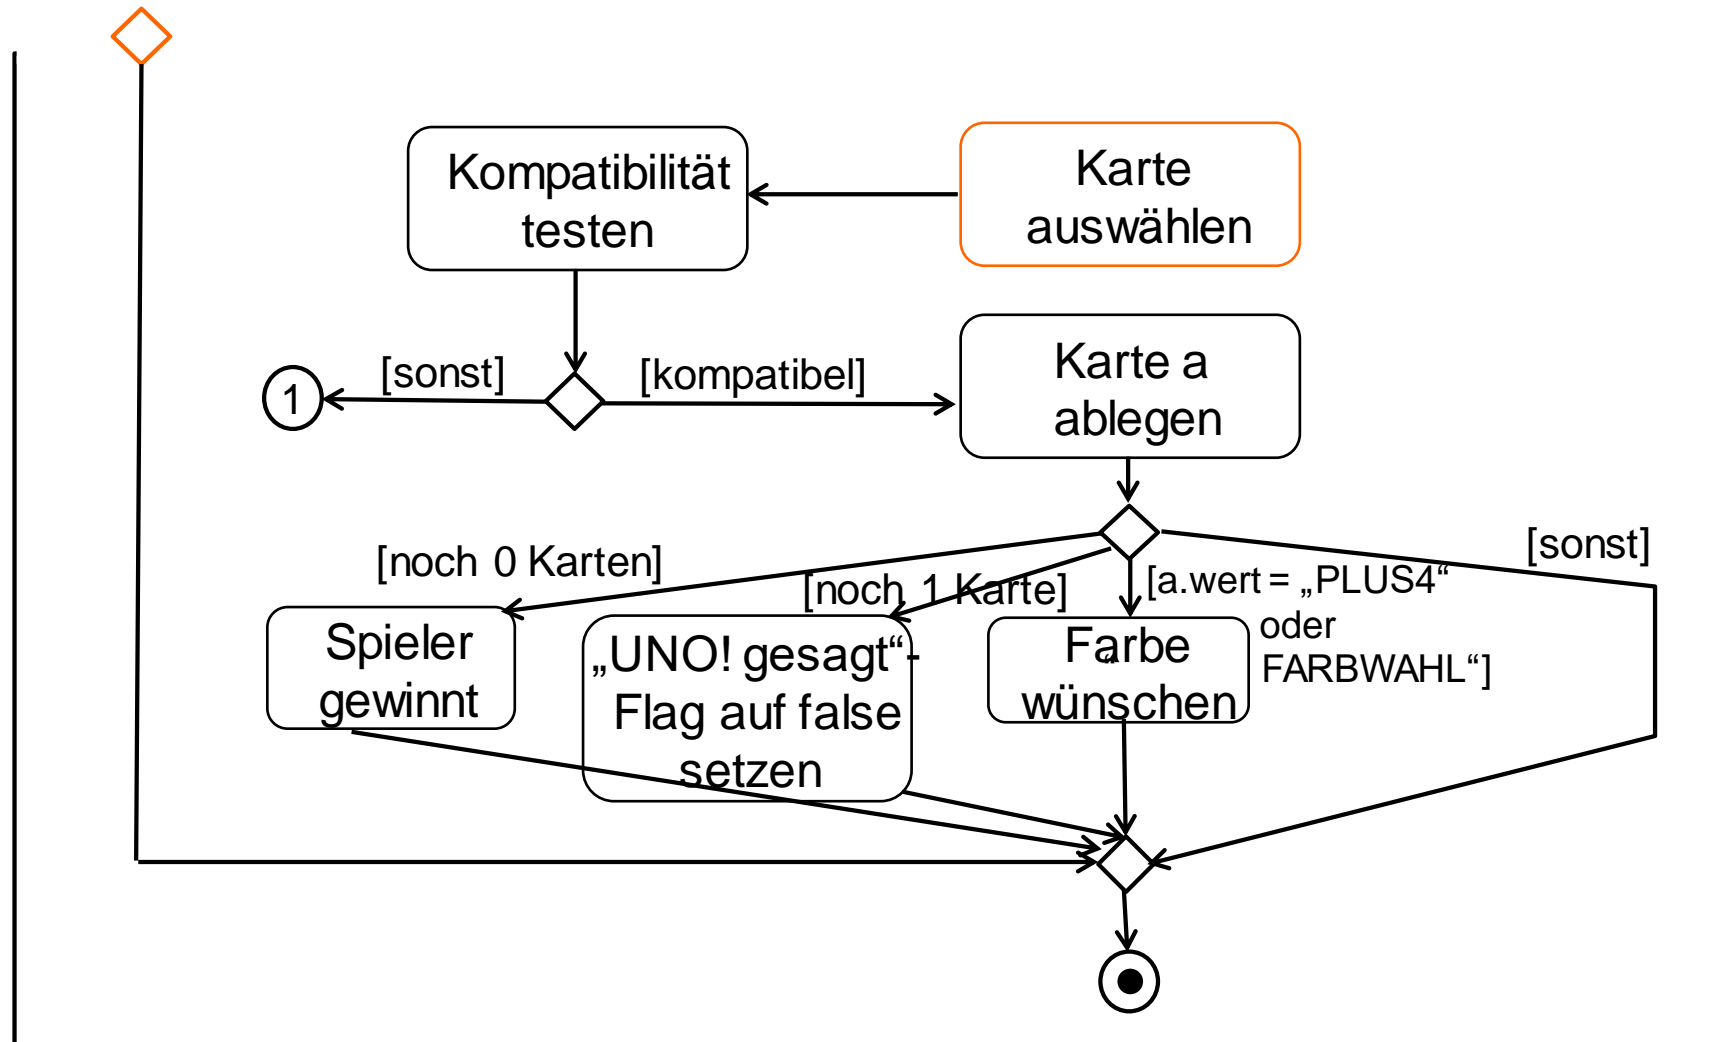 Kompatibilität
testen
Karte
auswählen
[sonst]
[kompatibel]
1
Karte a
ablegen
[noch 0 Karten]
[noch 1 Karte]
[a.wert = „PLUS4“
oder
„
FARBWAHL“]
[sonst]
Spieler
gewinnt
„UNO! gesagt“-
Flag auf false
setzen
Farbe
wünschen